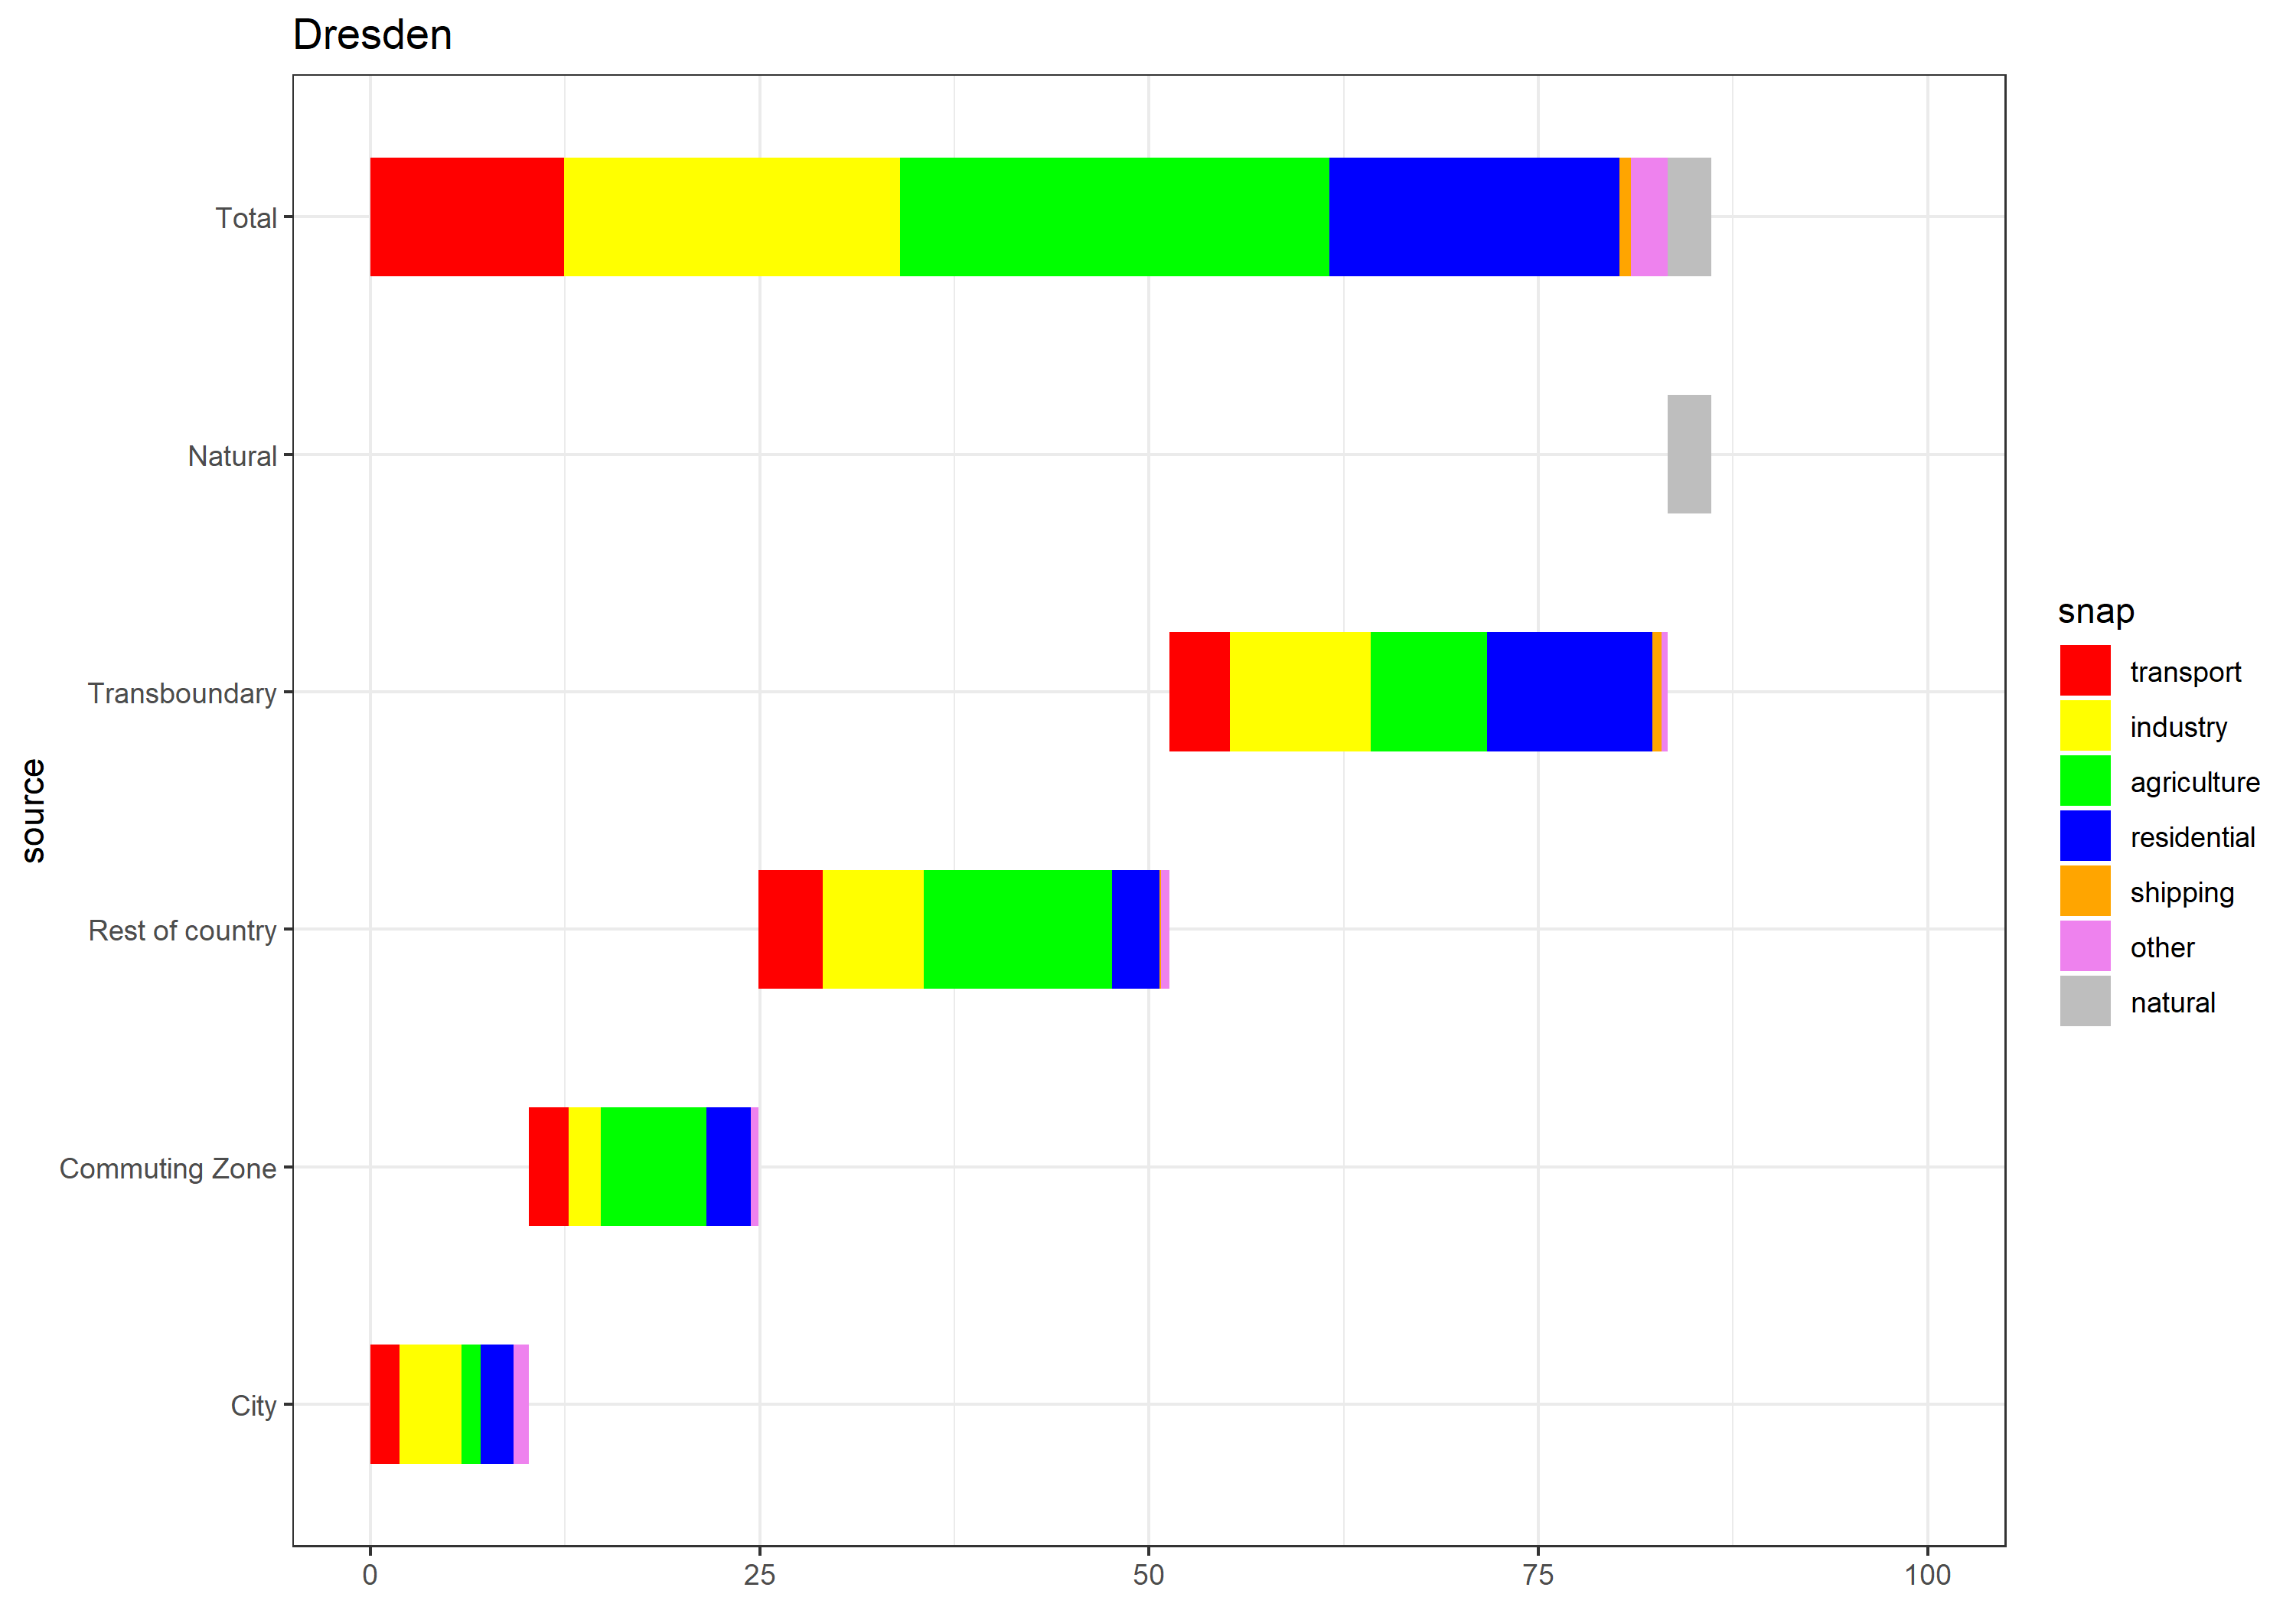 Dresden
Total
Natural
Transboundary
Rest of country
Commuting Zone
City
source
0 25 50 75 100
snap
transport
industry
agriculture
residential
shipping
other
natural